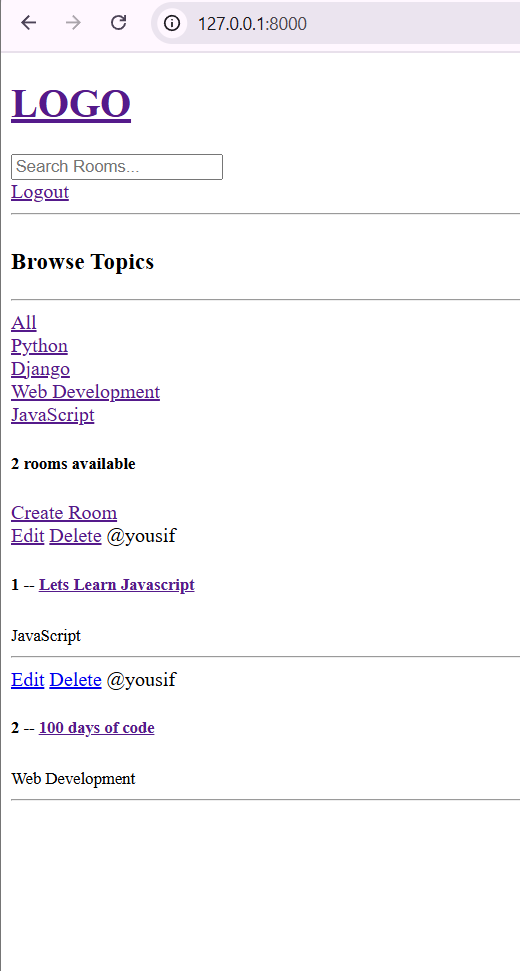 127.0.0.1:8000
LOGO
Search Rooms...
Logout
Browse Topics
All
Python
Django
Web Development
JavaScript
2 rooms available
Create Room
Edit Delete @yousif
1 -- Lets Learn Javascript
JavaScript
Edit Delete @yousif
2 -- 100 days of code
Web Development